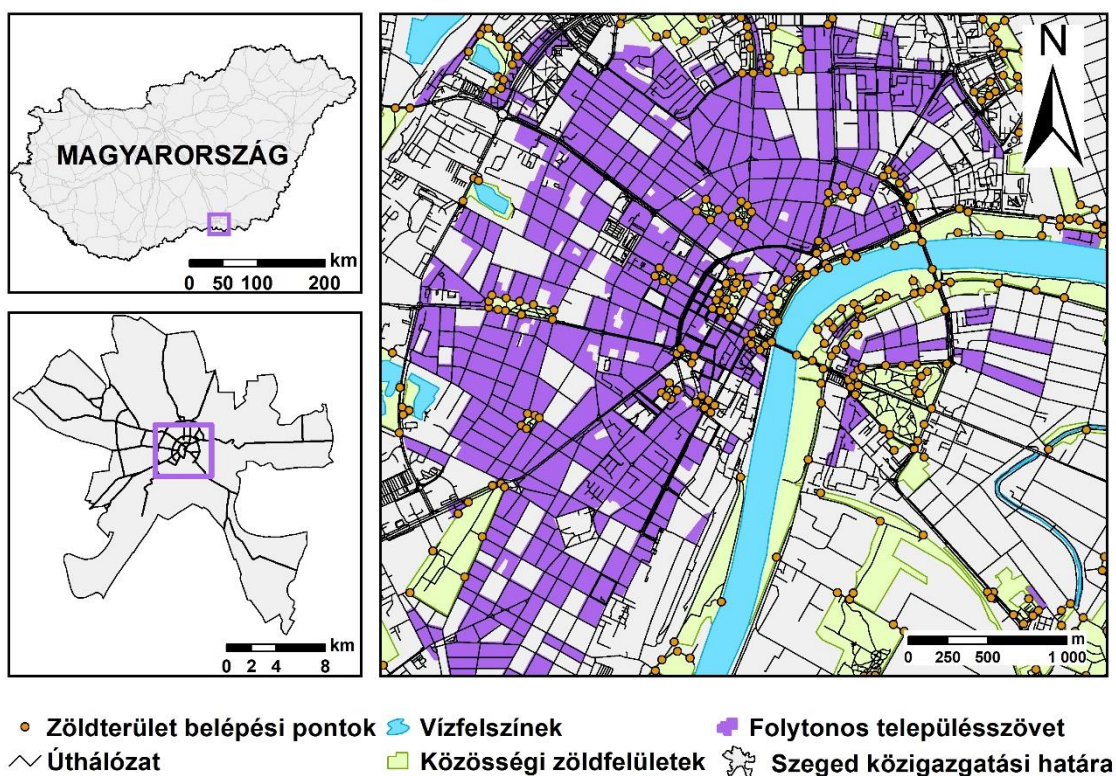 MAGYARORSZÁG
km
0 50 100 200
km
0 2 4 8
N
m
0 250 500 1 000
Zöldterület belépési pontok
Vízfelszínek
Folytonos településszövet
Úthálózat
Közösségi zöldfelületek
Szeged közigazgatási határa